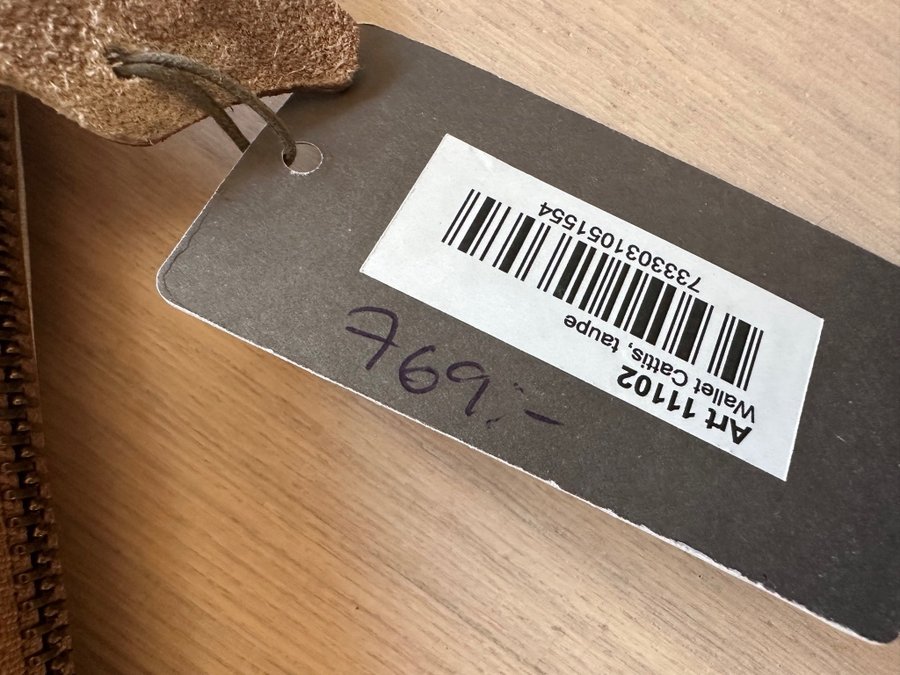 Art 11102
Wallet Cattis, taupe
7333031051554
769:-